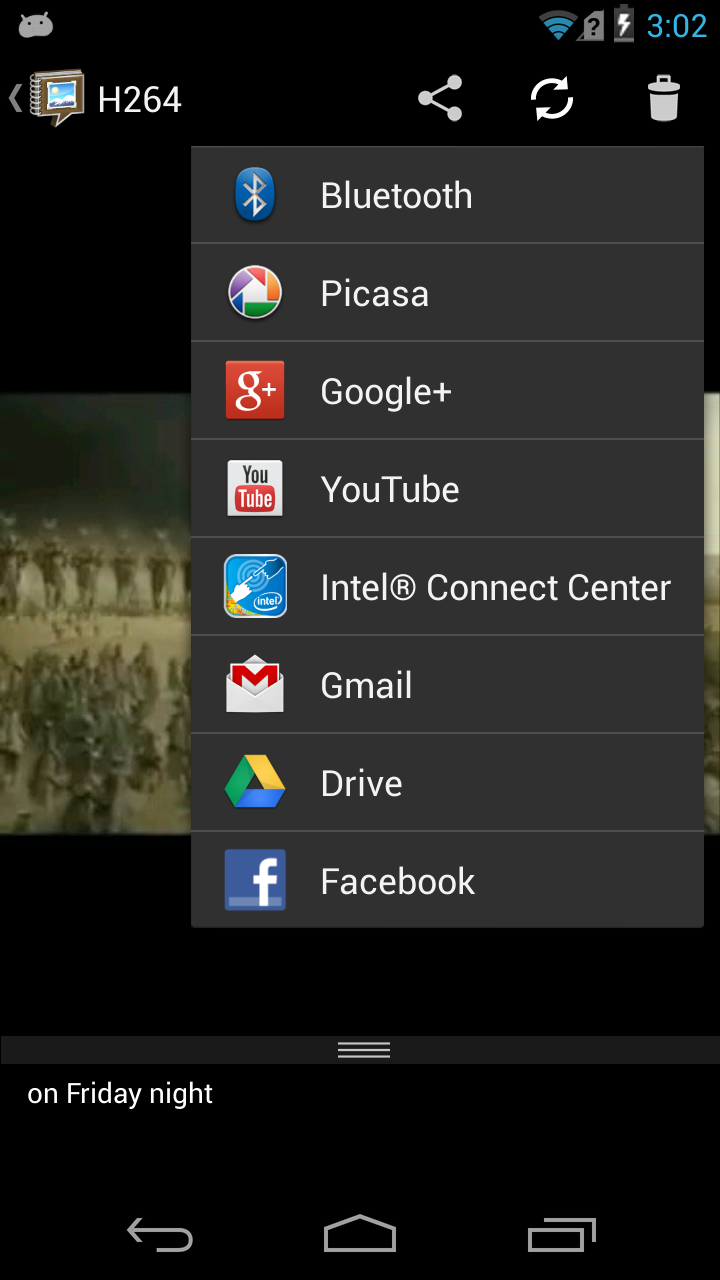 3:02
H264
Bluetooth
Picasa
g+
Google+
You
Tube
YouTube
intel
Intel® Connect Center
Gmail
Drive
f
Facebook
on Friday night